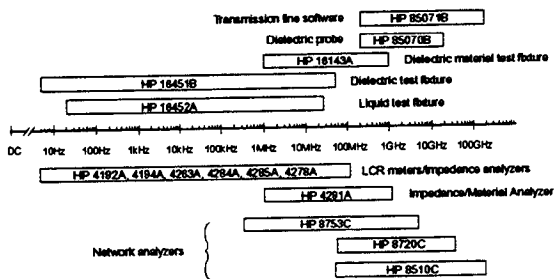 Transmission line software HP 85071B
Dielectric probe HP 85070B
HP 16143A Dielectric material test fixture
HP 16451B Dielectric test fixture
HP 16452A Liquid test fixture
DC 10Hz 100Hz 1kHz 10kHz 100kHz 1MHz 10MHz 100MHz 1GHz 10GHz 100GHz
HP 4192A, 4194A, 4263A, 4284A, 4285A, 4278A LCR meters/impedance analyzers
HP 4291A Impedance/Material Analyzer
HP 8753C
Network analyzers HP 8720C
HP 8510C